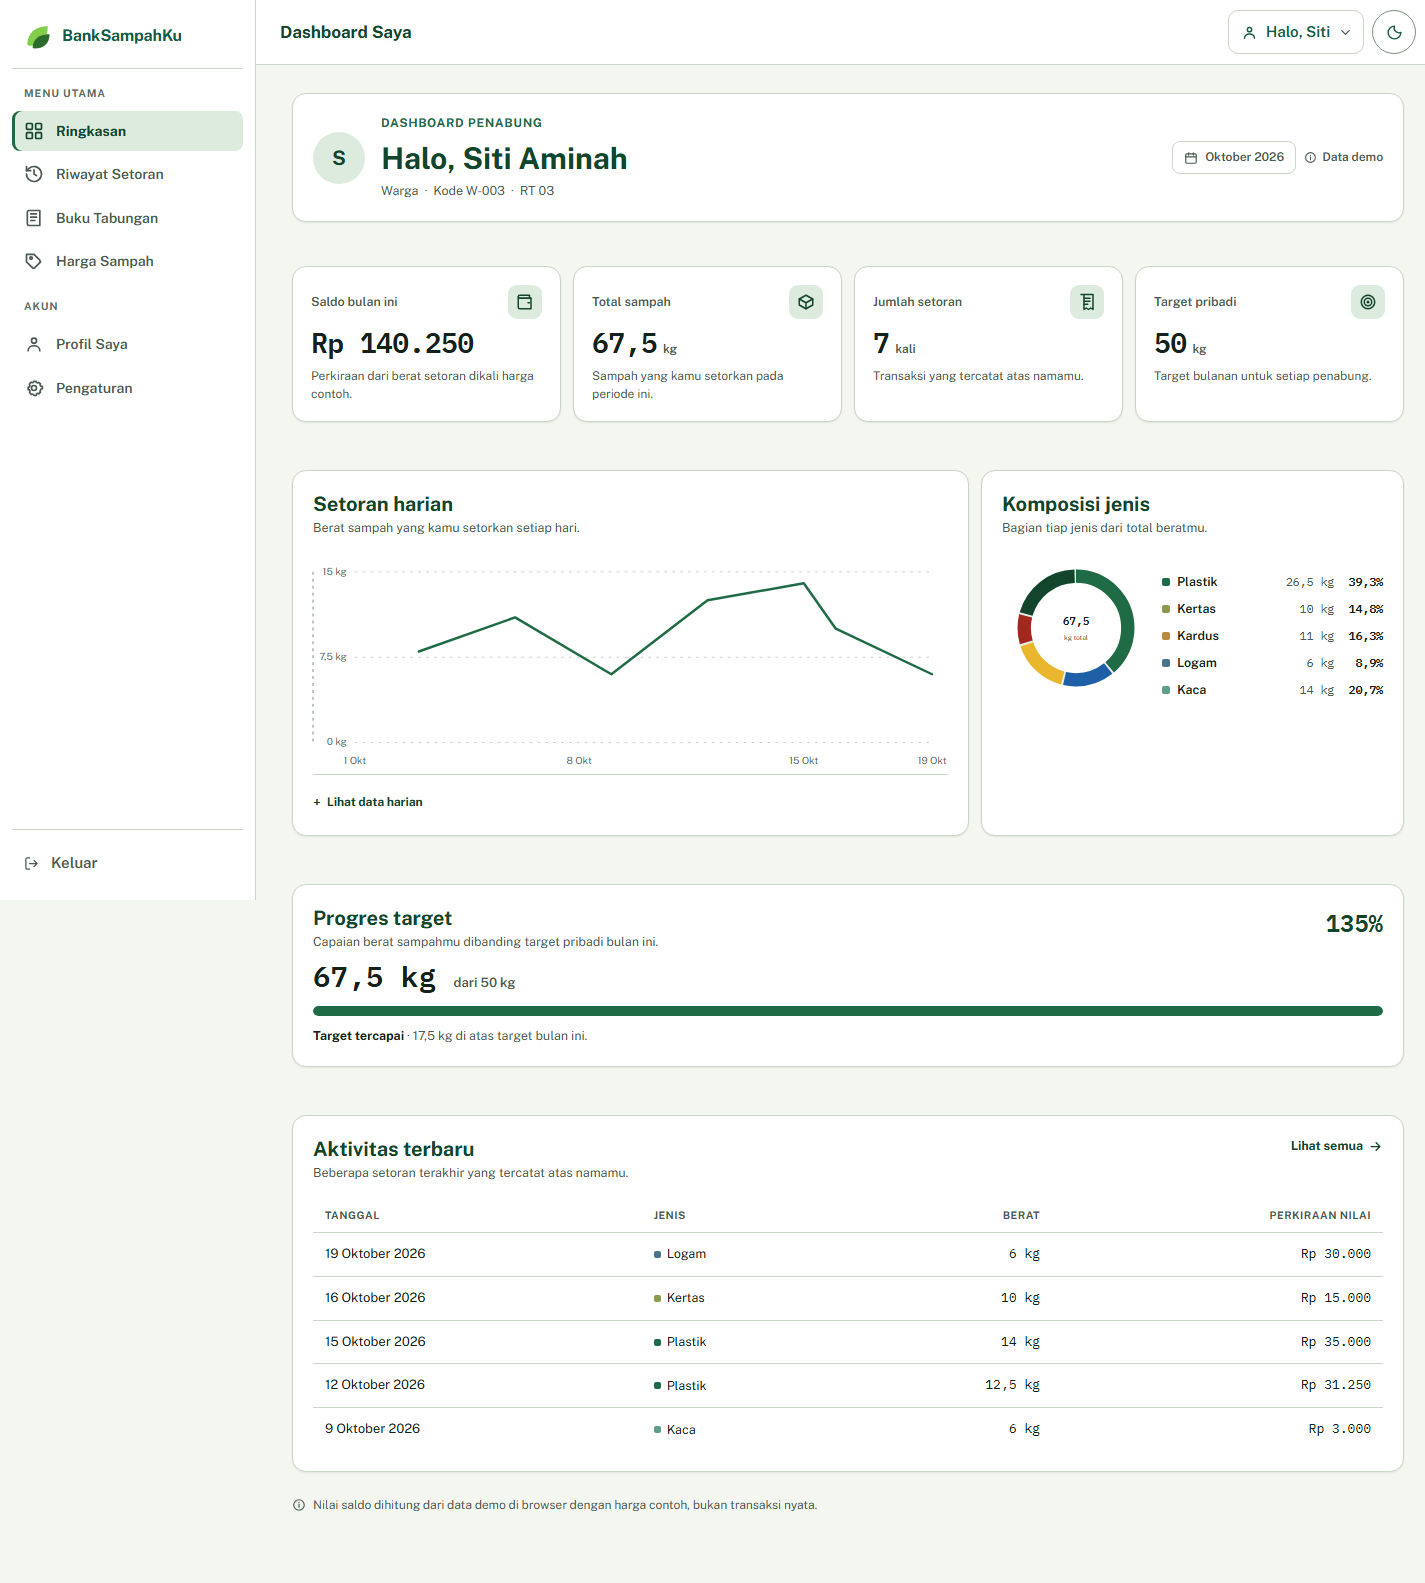 BankSampahKu
MENU UTAMA
Ringkasan
Riwayat Setoran
Buku Tabungan
Harga Sampah
AKUN
Profil Saya
Pengaturan
Keluar
Dashboard Saya
Halo, Siti
S
DASHBOARD PENABUNG
Halo, Siti Aminah
Warga · Kode W-003 · RT 03
Oktober 2026
Data demo
Saldo bulan ini
Rp 140.250
Perkiraan dari berat setoran dikali harga
contoh.
Total sampah
67,5 kg
Sampah yang kamu setorkan pada
periode ini.
Jumlah setoran
7 kali
Transaksi yang tercatat atas namamu.
Target pribadi
50 kg
Target bulanan untuk setiap penabung.
Setoran harian
Berat sampah yang kamu setorkan setiap hari.
15 kg
7.5 kg
0 kg
1 Okt 8 Okt 15 Okt 19 Okt
+ Lihat data harian
Komposisi jenis
Bagian tiap jenis dari total beratmu.
67,5
kg total
Plastik 26,5 kg 39,3%
Kertas 10 kg 14,8%
Kardus 11 kg 16,3%
Logam 6 kg 8,9%
Kaca 14 kg 20,7%
Progres target
Capaian berat sampahmu dibanding target pribadi bulan ini.
135%
67,5 kg dari 50 kg
Target tercapai · 17,5 kg di atas target bulan ini.
Aktivitas terbaru
Beberapa setoran terakhir yang tercatat atas namamu.
Lihat semua →
TANGGAL JENIS BERAT PERKIRAAN NILAI
19 Oktober 2026 Logam 6 kg Rp 30.000
16 Oktober 2026 Kertas 10 kg Rp 15.000
15 Oktober 2026 Plastik 14 kg Rp 35.000
12 Oktober 2026 Plastik 12,5 kg Rp 31.250
9 Oktober 2026 Kaca 6 kg Rp 3.000
Nilai saldo dihitung dari data demo di browser dengan harga contoh, bukan transaksi nyata.